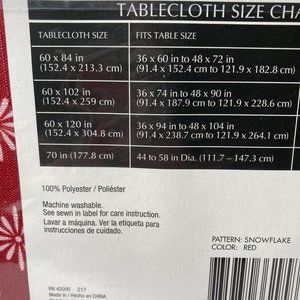 TABLECLOTH SIZE CHA
TABLECLOTH SIZE FITS TABLE SIZE
60 x 84 in 36 x 60 in to 48 x 72 in
(152.4 x 213.3 cm) (91.4 x 152.4 cm to 121.9 x 182.8 cm)
60 x 102 in 36 x 74 in to 48 x 90 in
(152.4 x 259 cm) (91.4 x 187.9 cm to 121.9 x 228.6 cm)
60 x 120 in 36 x 94 in to 48 x 104 in
(152.4 x 304.8 cm) (91.4 x 238.7 cm to 121.9 x 264.1 cm)
70 in (177.8 cm) 44 to 58 in Dia. (111.7 - 147.3 cm)
100% Polyester / Poliéster
Machine washable.
See sewn in label for care instruction.
Lavar a máquina. Ver la etiqueta para
instrucciones de cuidado.
PATTERN: SNOWFLAKE
COLOR: RED
RN 42000 217
Made in / Hecho en CHINA